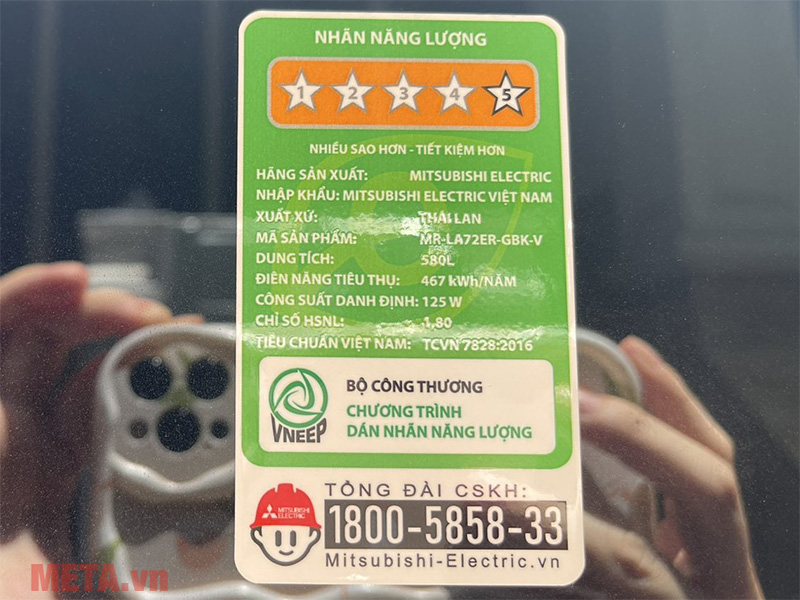 NHÃN NĂNG LƯỢNG
1 2 3 4 5
NHIỀU SAO HƠN - TIẾT KIỆM HƠN
HÃNG SẢN XUẤT: MITSUBISHI ELECTRIC
NHẬP KHẨU: MITSUBISHI ELECTRIC VIỆT NAM
XUẤT XỨ: THÁI LAN
MÃ SẢN PHẨM: MR-LA72ER-GBK-V
DUNG TÍCH: 580L
ĐIỆN NĂNG TIÊU THỤ: 467 kWh/NĂM
CÔNG SUẤT DANH ĐỊNH: 125 W
CHỈ SỐ HSNL: 1,80
TIÊU CHUẨN VIỆT NAM: TCVN 7828:2016
BỘ CÔNG THƯƠNG
CHƯƠNG TRÌNH
DÁN NHÃN NĂNG LƯỢNG
VNEEP
TỔNG ĐÀI CSKH:
MITSUBISHI
ELECTRIC
1800-5858-33
Mitsubishi-Electric.vn
META.vn